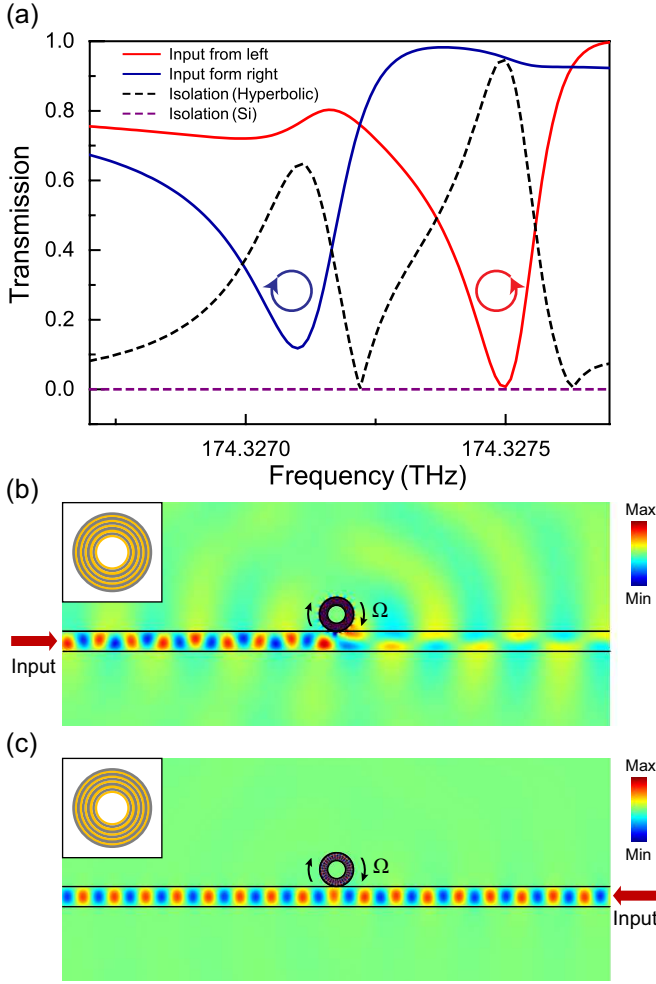 (a)
1.0
0.8
0.6
0.4
0.2
0.0
Transmission
Input from left
Input form right
Isolation (Hyperbolic)
Isolation (Si)
174.3270
174.3275
Frequency (THz)
(b)
Ω
Input
Max
Min
(c)
Ω
Input
Max
Min